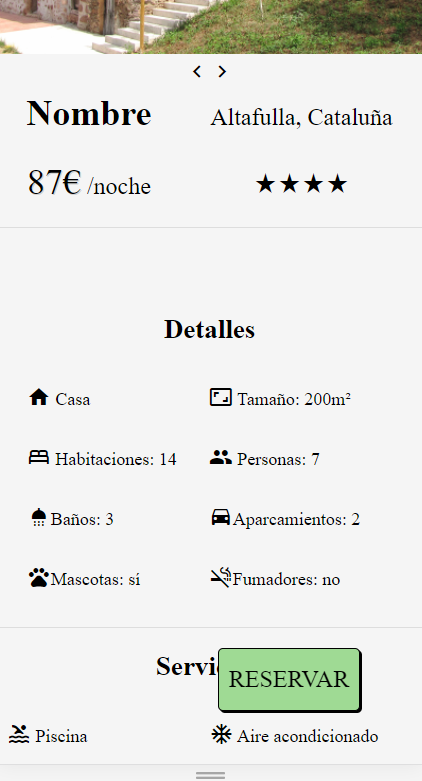 Nombre
Altafulla, Cataluña
87€ /noche
★★★★
Detalles
Casa
Tamaño: 200m²
Habitaciones: 14
Personas: 7
Baños: 3
Aparcamientos: 2
Mascotas: sí
Fumadores: no
Servi
RESERVAR
Piscina
Aire acondicionado